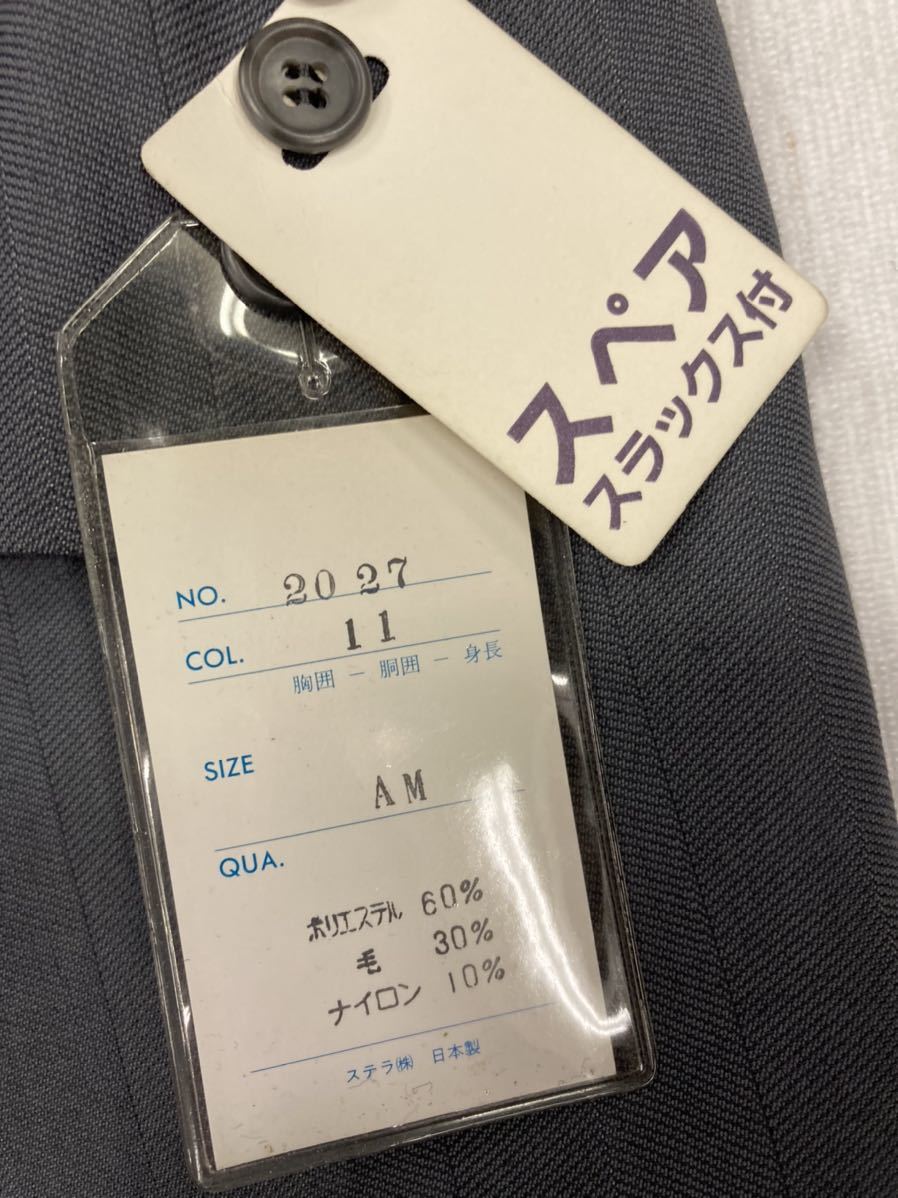 スペア
スラックス付
NO. 20 27
COL. 11
胸囲 － 胴囲 － 身長
SIZE AM
QUA.
ポリエステル 60%
毛 30%
ナイロン 10%
ステラ㈱ 日本製